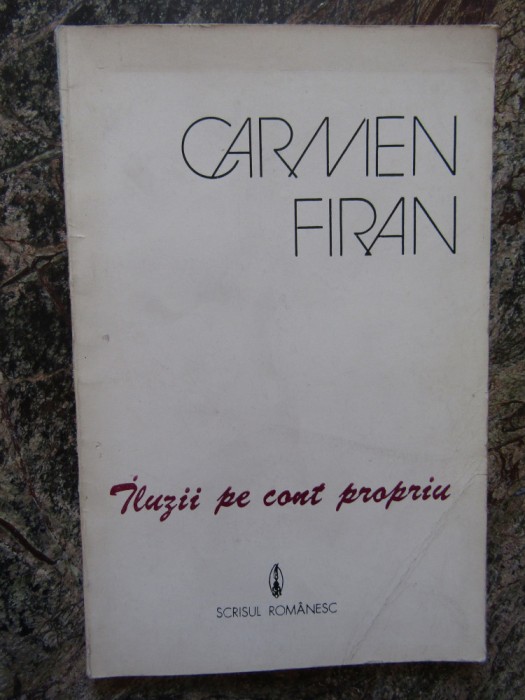 CARMEN
FIRAN
Iluzii pe cont propriu
SCRISUL ROMÂNESC